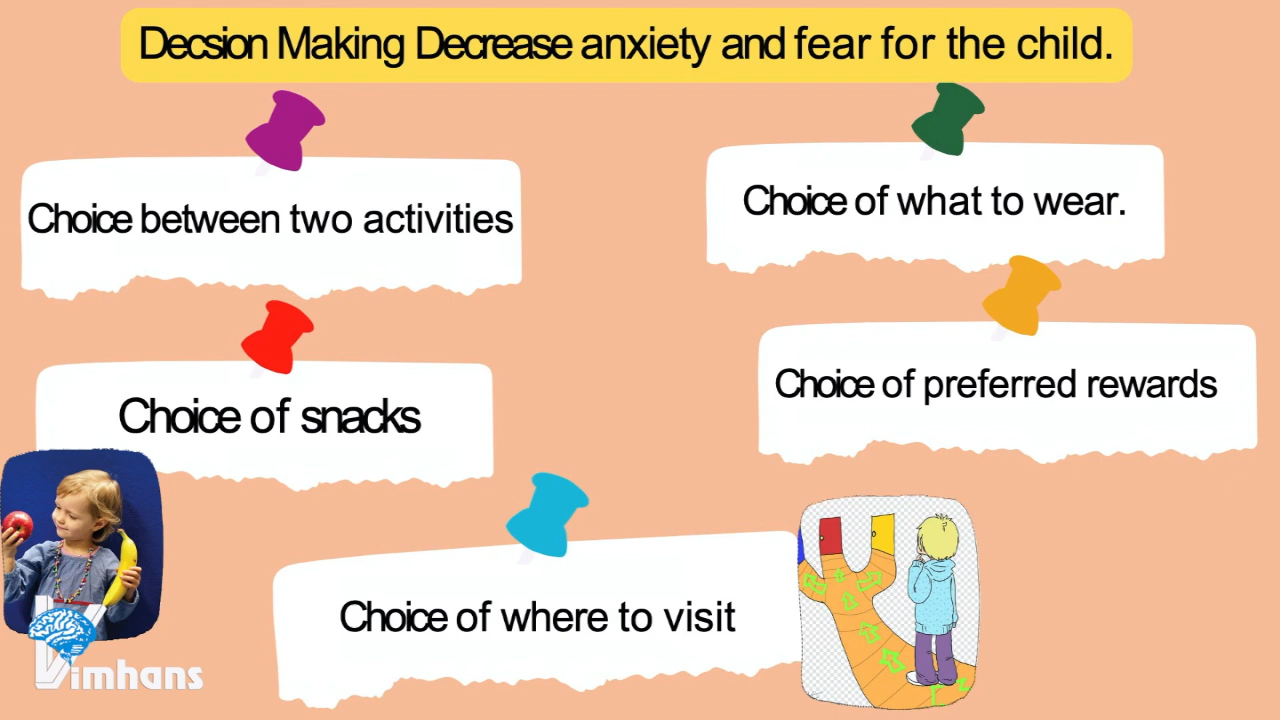 Decsion Making Decrease anxiety and fear for the child.
Choice between two activities
Choice of what to wear.
Choice of snacks
Choice of preferred rewards
Choice of where to visit
Vimhans